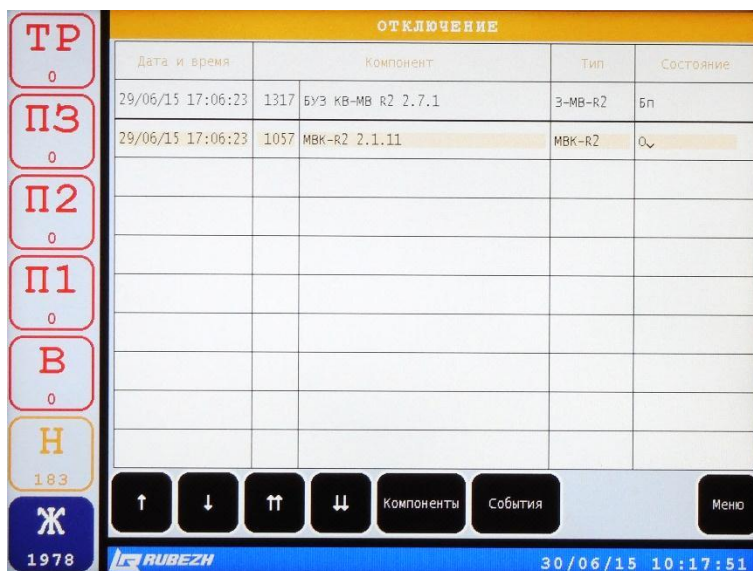 ОТКЛЮЧЕНИЕ
Дата и время Компонент Тип Состояние
29/06/15 17:06:23 1317 БУЗ КВ-МВ R2 2.7.1 З-МВ-R2 Бп
29/06/15 17:06:23 1057 МВК-R2 2.1.11 МВК-R2 О
ТР
0
ПЗ
0
П2
0
П1
0
В
0
Н
183
Ж
1978
↑ ↓ ⇈ ⇊ Компоненты События Меню
RUBEZH 30/06/15 10:17:51